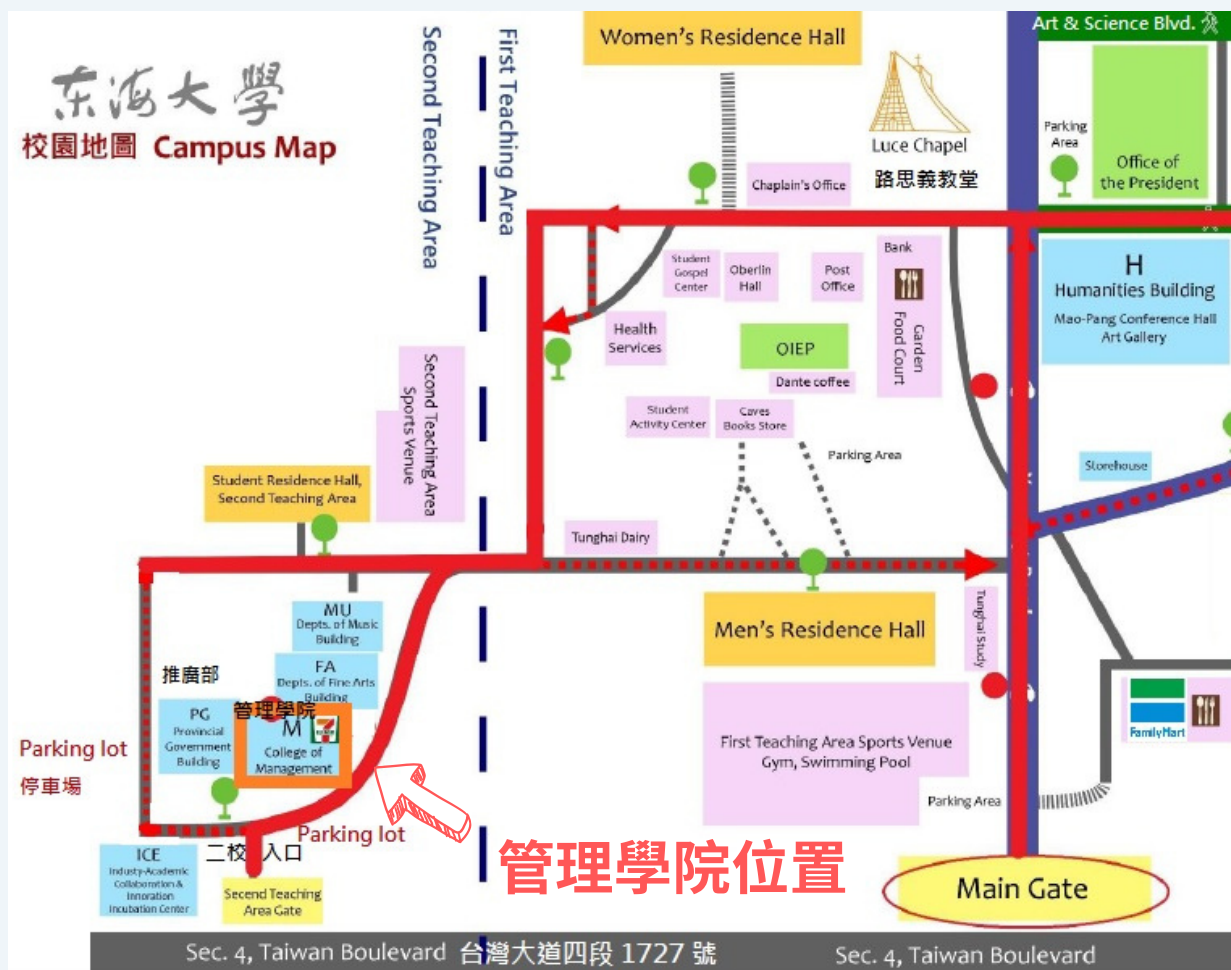 东海大學
校園地圖 Campus Map
Second Teaching Area
First Teaching Area
Women's Residence Hall
Luce Chapel
路思義教堂
Art & Science Blvd.
Parking
Area
Office of
the President
Chaplain's Office
Student
Gospel
Center
Oberlin
Hall
Post
Office
Bank
Garden
Food Court
H
Humanities Building
Mao-Pang Conference Hall
Art Gallery
Health
Services
OIEP
Dante coffee
Second Teaching Area
Sports Venue
Student
Activity Center
Caves
Books Store
Parking Area
Storehouse
Student Residence Hall,
Second Teaching Area
Tunghai Dairy
MU
Depts. of Music
Building
FA
Depts. of Fine Arts
Building
Men's Residence Hall
Tunghai Study
推廣部
PG
Provincial
Government
Building
管理學院
M
College of
Management
Parking lot
停車場
First Teaching Area Sports Venue
Gym, Swimming Pool
Parking Area
FamilyMart
Parking lot
二校 入口
ICE
Industy-Academic
Collaboration &
Innoration
Incubation Center
Secend Teaching
Area Gate
管理學院位置
Main Gate
Sec. 4, Taiwan Boulevard 台灣大道四段 1727 號
Sec. 4, Taiwan Boulevard